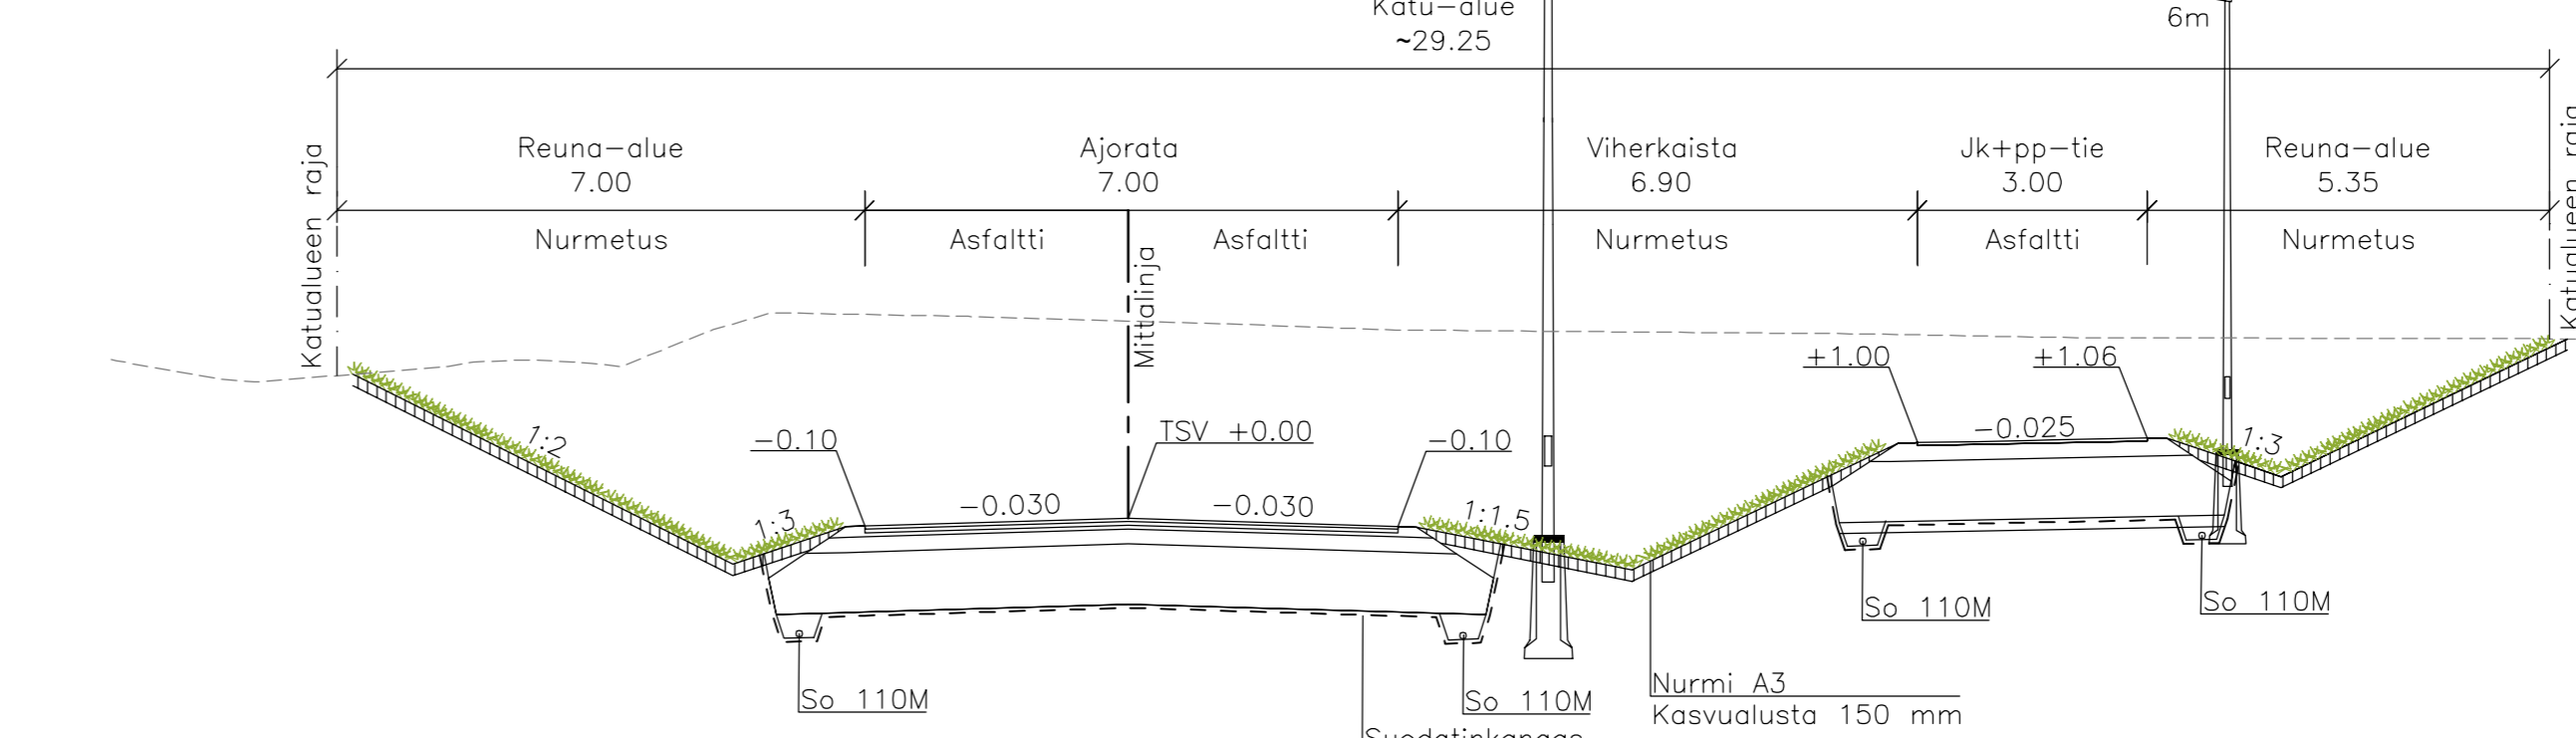 Katu-alue
~29.25
6m
Katualueen raja
Reuna-alue
7.00
Ajorata
7.00
Viherkaista
6.90
Jk+pp-tie
3.00
Reuna-alue
5.35
Katualueen raja
Nurmetus
Asfaltti
Mittalinja
Asfaltti
Nurmetus
Asfaltti
Nurmetus
1:2
1:3
-0.10
-0.030
TSV +0.00
-0.030
-0.10
1:1.5
+1.00
-0.025
+1.06
1:3
So 110M
So 110M
So 110M
So 110M
Nurmi A3
Kasvualusta 150 mm
Suodatinkangas